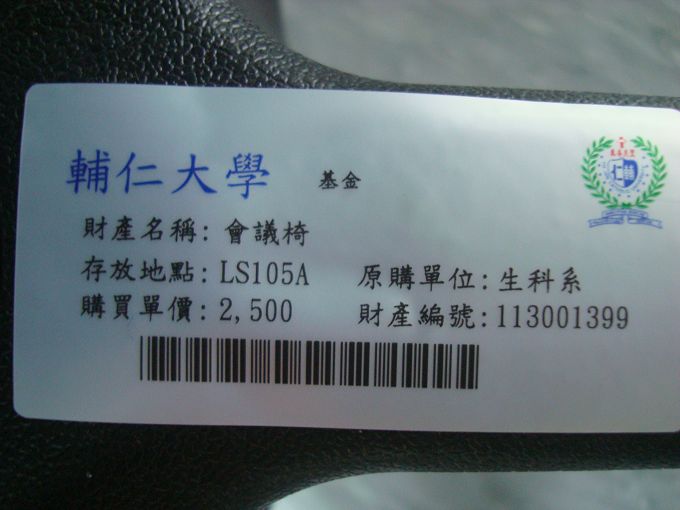 輔仁大學 基金
財產名稱: 會議椅
存放地點: LS105A 原購單位: 生科系
購買單價: 2,500 財產編號: 113001399